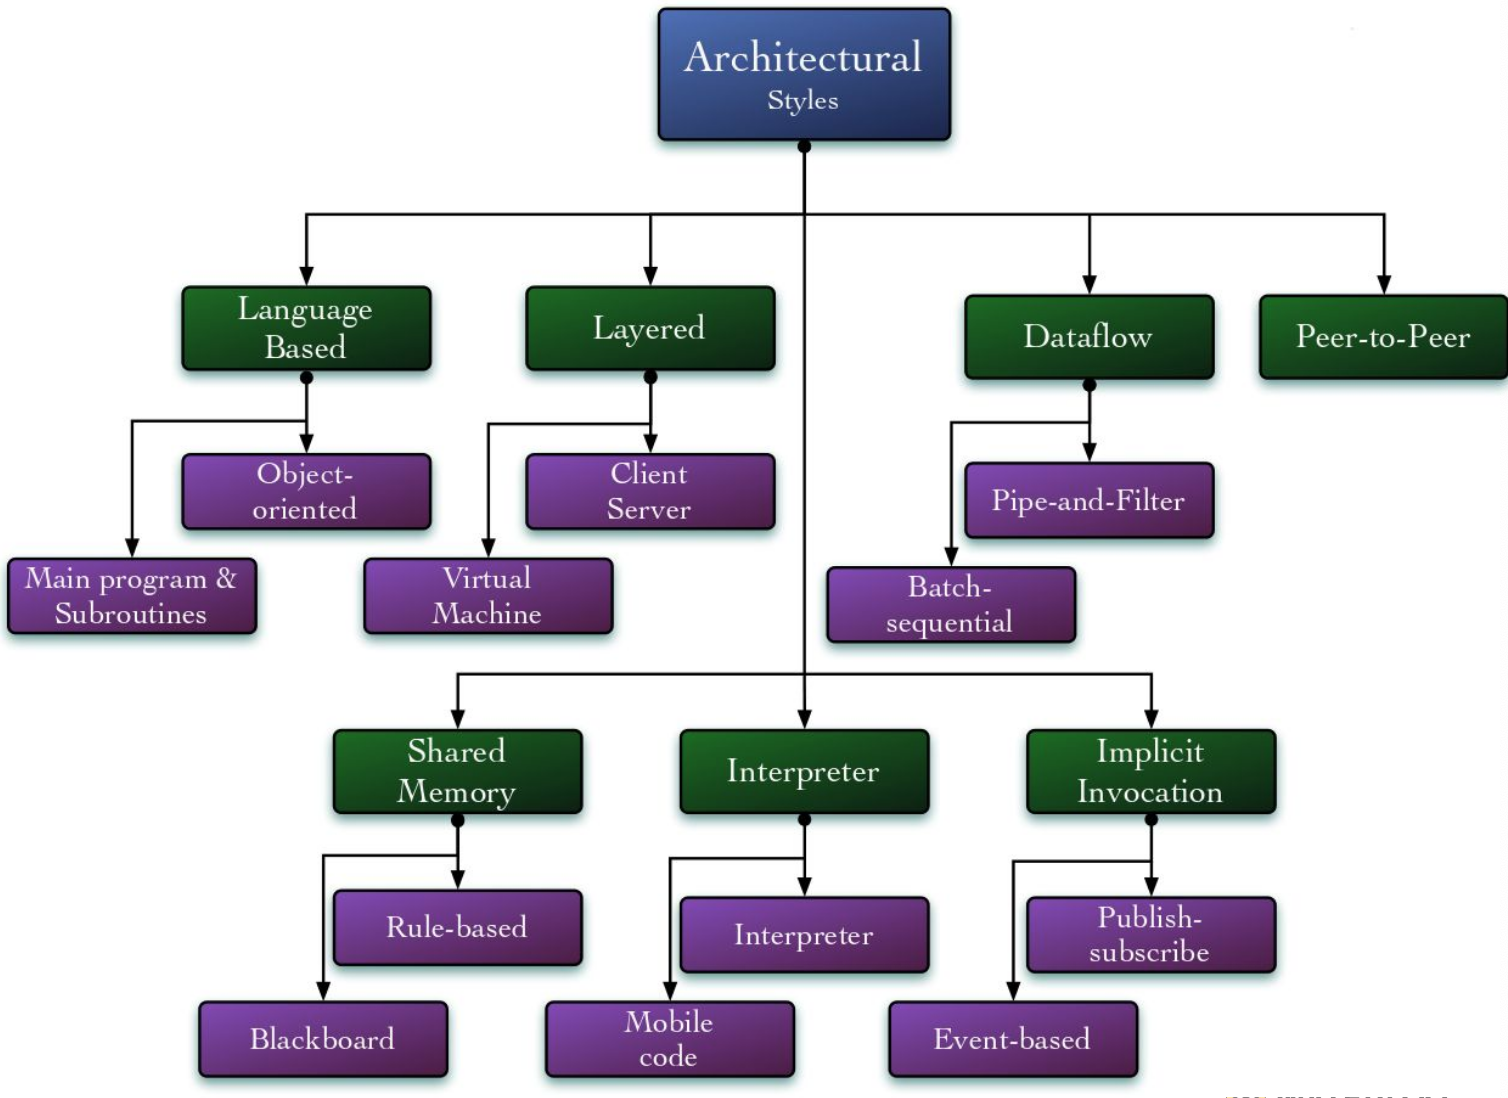 Architectural
Styles
Language
Based
Layered
Dataflow
Peer-to-Peer
Object-
oriented
Client
Server
Pipe-and-Filter
Main program &
Subroutines
Virtual
Machine
Batch-
sequential
Shared
Memory
Interpreter
Implicit
Invocation
Rule-based
Interpreter
Publish-
subscribe
Blackboard
Mobile
code
Event-based